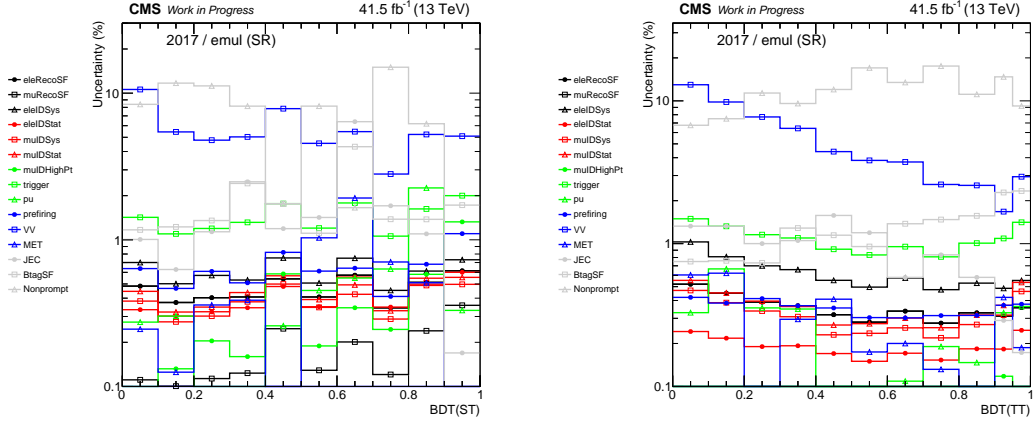 CMS Work in Progress 41.5 fb-1 (13 TeV)
2017 / emul (SR)
Uncertainty (%)
10
1
0.1
eleRecoSF
muRecoSF
eleIDSys
eleIDStat
muIDSys
muIDStat
muIDHighPt
trigger
pu
prefiring
VV
MET
JEC
BtagSF
Nonprompt
0 0.2 0.4 0.6 0.8 1
BDT(ST)
CMS Work in Progress 41.5 fb-1 (13 TeV)
2017 / emul (SR)
Uncertainty (%)
10
1
0.1
eleRecoSF
muRecoSF
eleIDSys
eleIDStat
muIDSys
muIDStat
muIDHighPt
trigger
pu
prefiring
VV
MET
JEC
BtagSF
Nonprompt
0 0.2 0.4 0.6 0.8 1
BDT(TT)